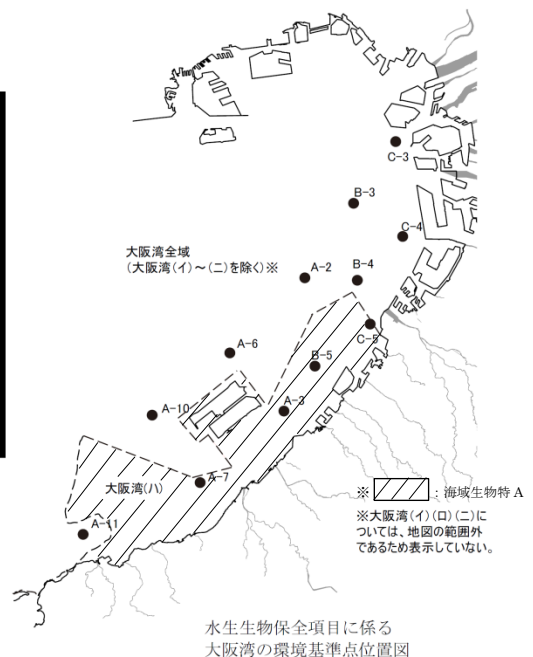 C-3
B-3
C-4
大阪湾全域
(大阪湾(イ)～(ニ)を除く)※
A-2
B-4
C-5
A-6
B-5
A-10
A-3
A-7
大阪湾(ハ)
A-11
※ : 海域生物特 A
※大阪湾(イ)(ロ)(ニ)に
ついては、地図の範囲外
であるため表示していない。
水生生物保全項目に係る
大阪湾の環境基準点位置図